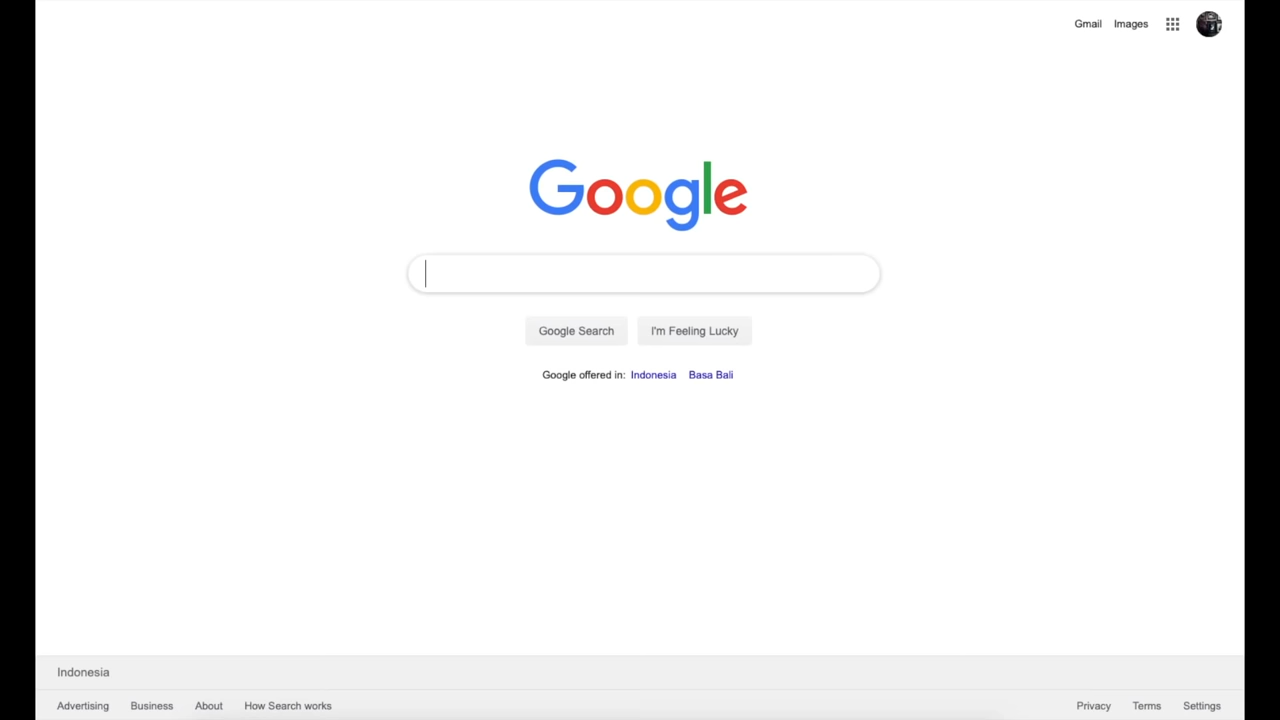 Gmail Images
Google
Google Search I'm Feeling Lucky
Google offered in: Indonesia Basa Bali
Indonesia
Advertising Business About How Search works Privacy Terms Settings